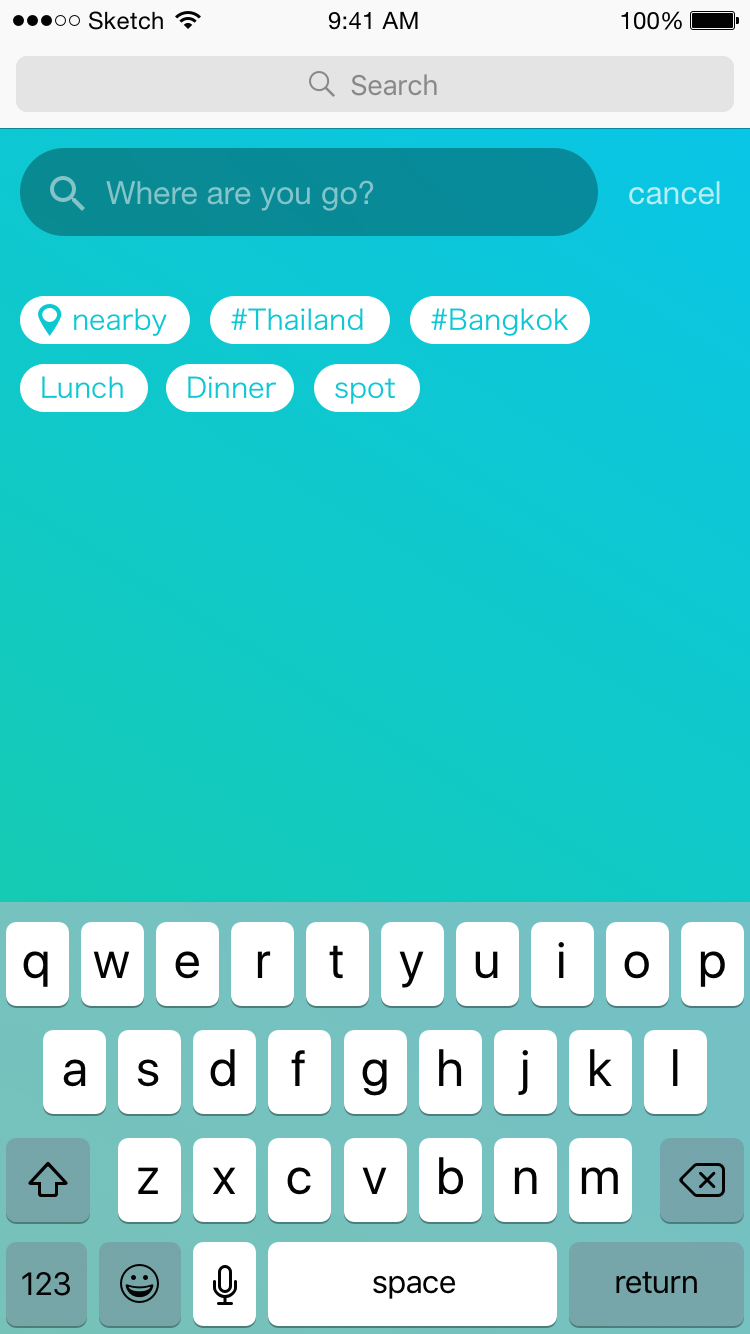 Sketch 9:41 AM 100%
Search
Where are you go? cancel
nearby #Thailand #Bangkok
Lunch Dinner spot
q w e r t y u i o p
a s d f g h j k l
z x c v b n m
123 space return